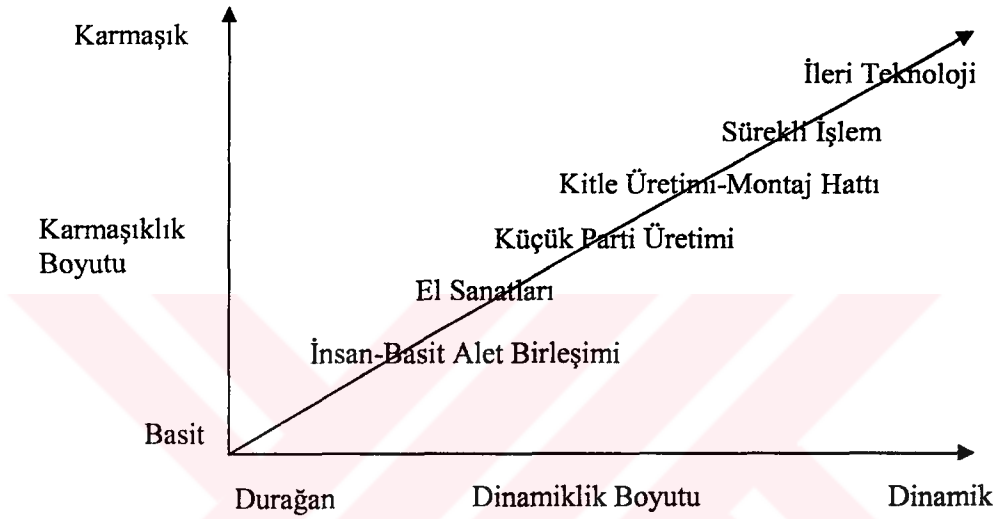 Karmaşık
İleri Teknoloji
Sürekli İşlem
Kitle Üretimi-Montaj Hattı
Karmaşıklık
Boyutu
Küçük Parti Üretimi
El Sanatları
İnsan-Basit Alet Birleşimi
Basit
Durağan
Dinamiklik Boyutu
Dinamik